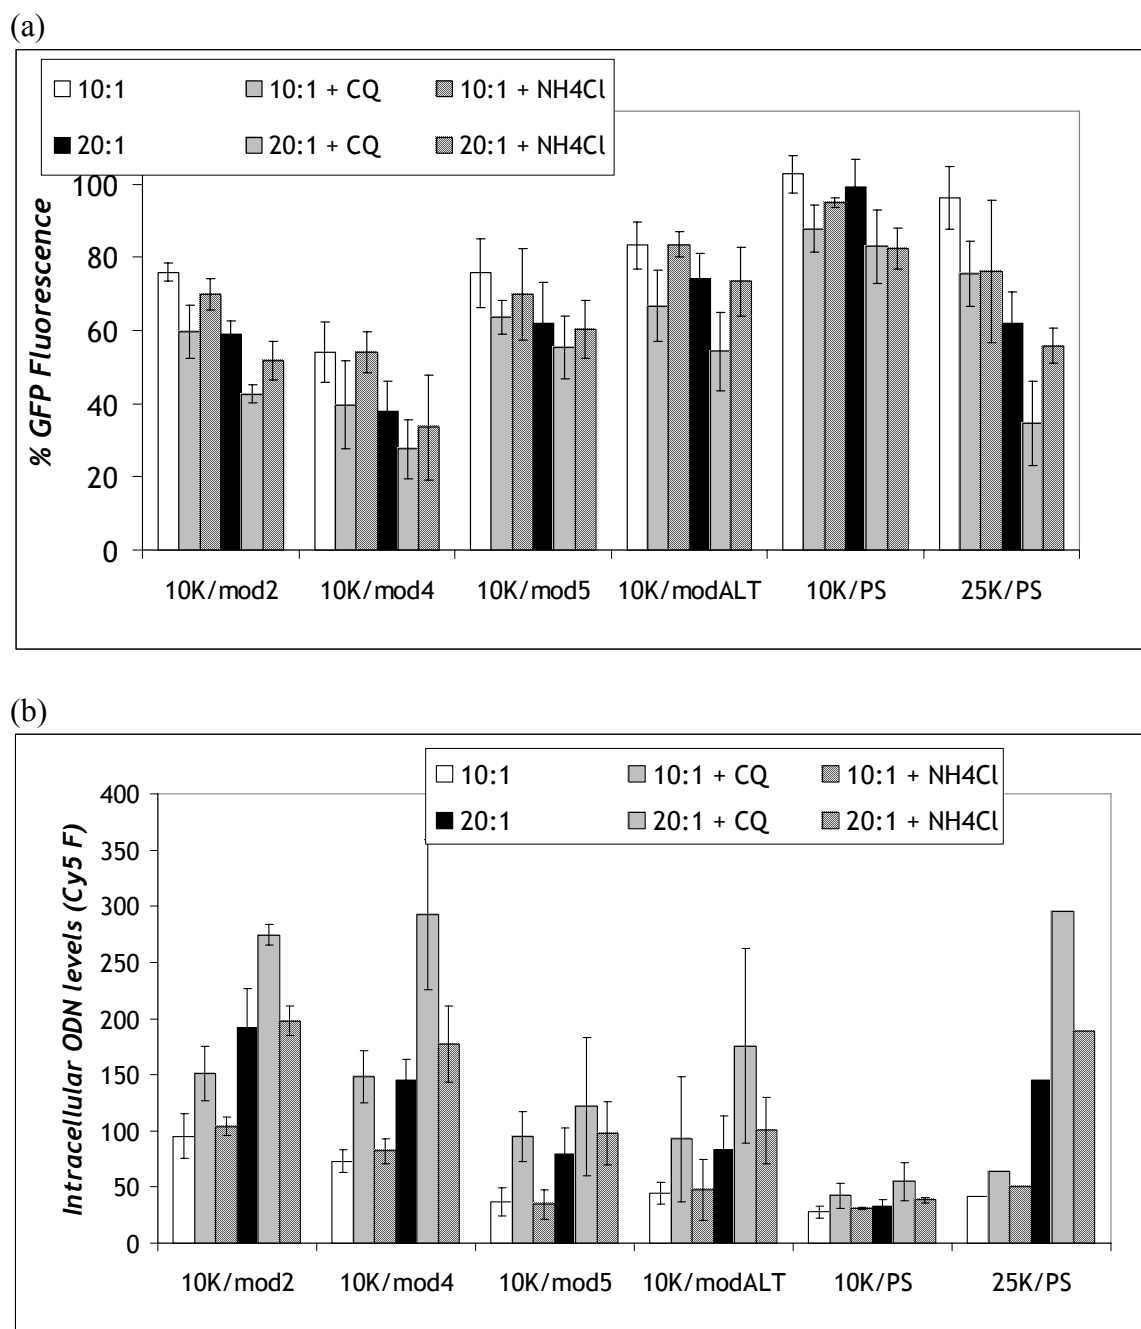 (a)
10:1 10:1 + CQ 10:1 + NH4Cl
20:1 20:1 + CQ 20:1 + NH4Cl
% GFP Fluorescence
100
80
60
40
20
0
10K/mod2 10K/mod4 10K/mod5 10K/modALT 10K/PS 25K/PS
(b)
10:1 10:1 + CQ 10:1 + NH4Cl
20:1 20:1 + CQ 20:1 + NH4Cl
Intracellular ODN levels (Cy5 F)
400
350
300
250
200
150
100
50
0
10K/mod2 10K/mod4 10K/mod5 10K/modALT 10K/PS 25K/PS